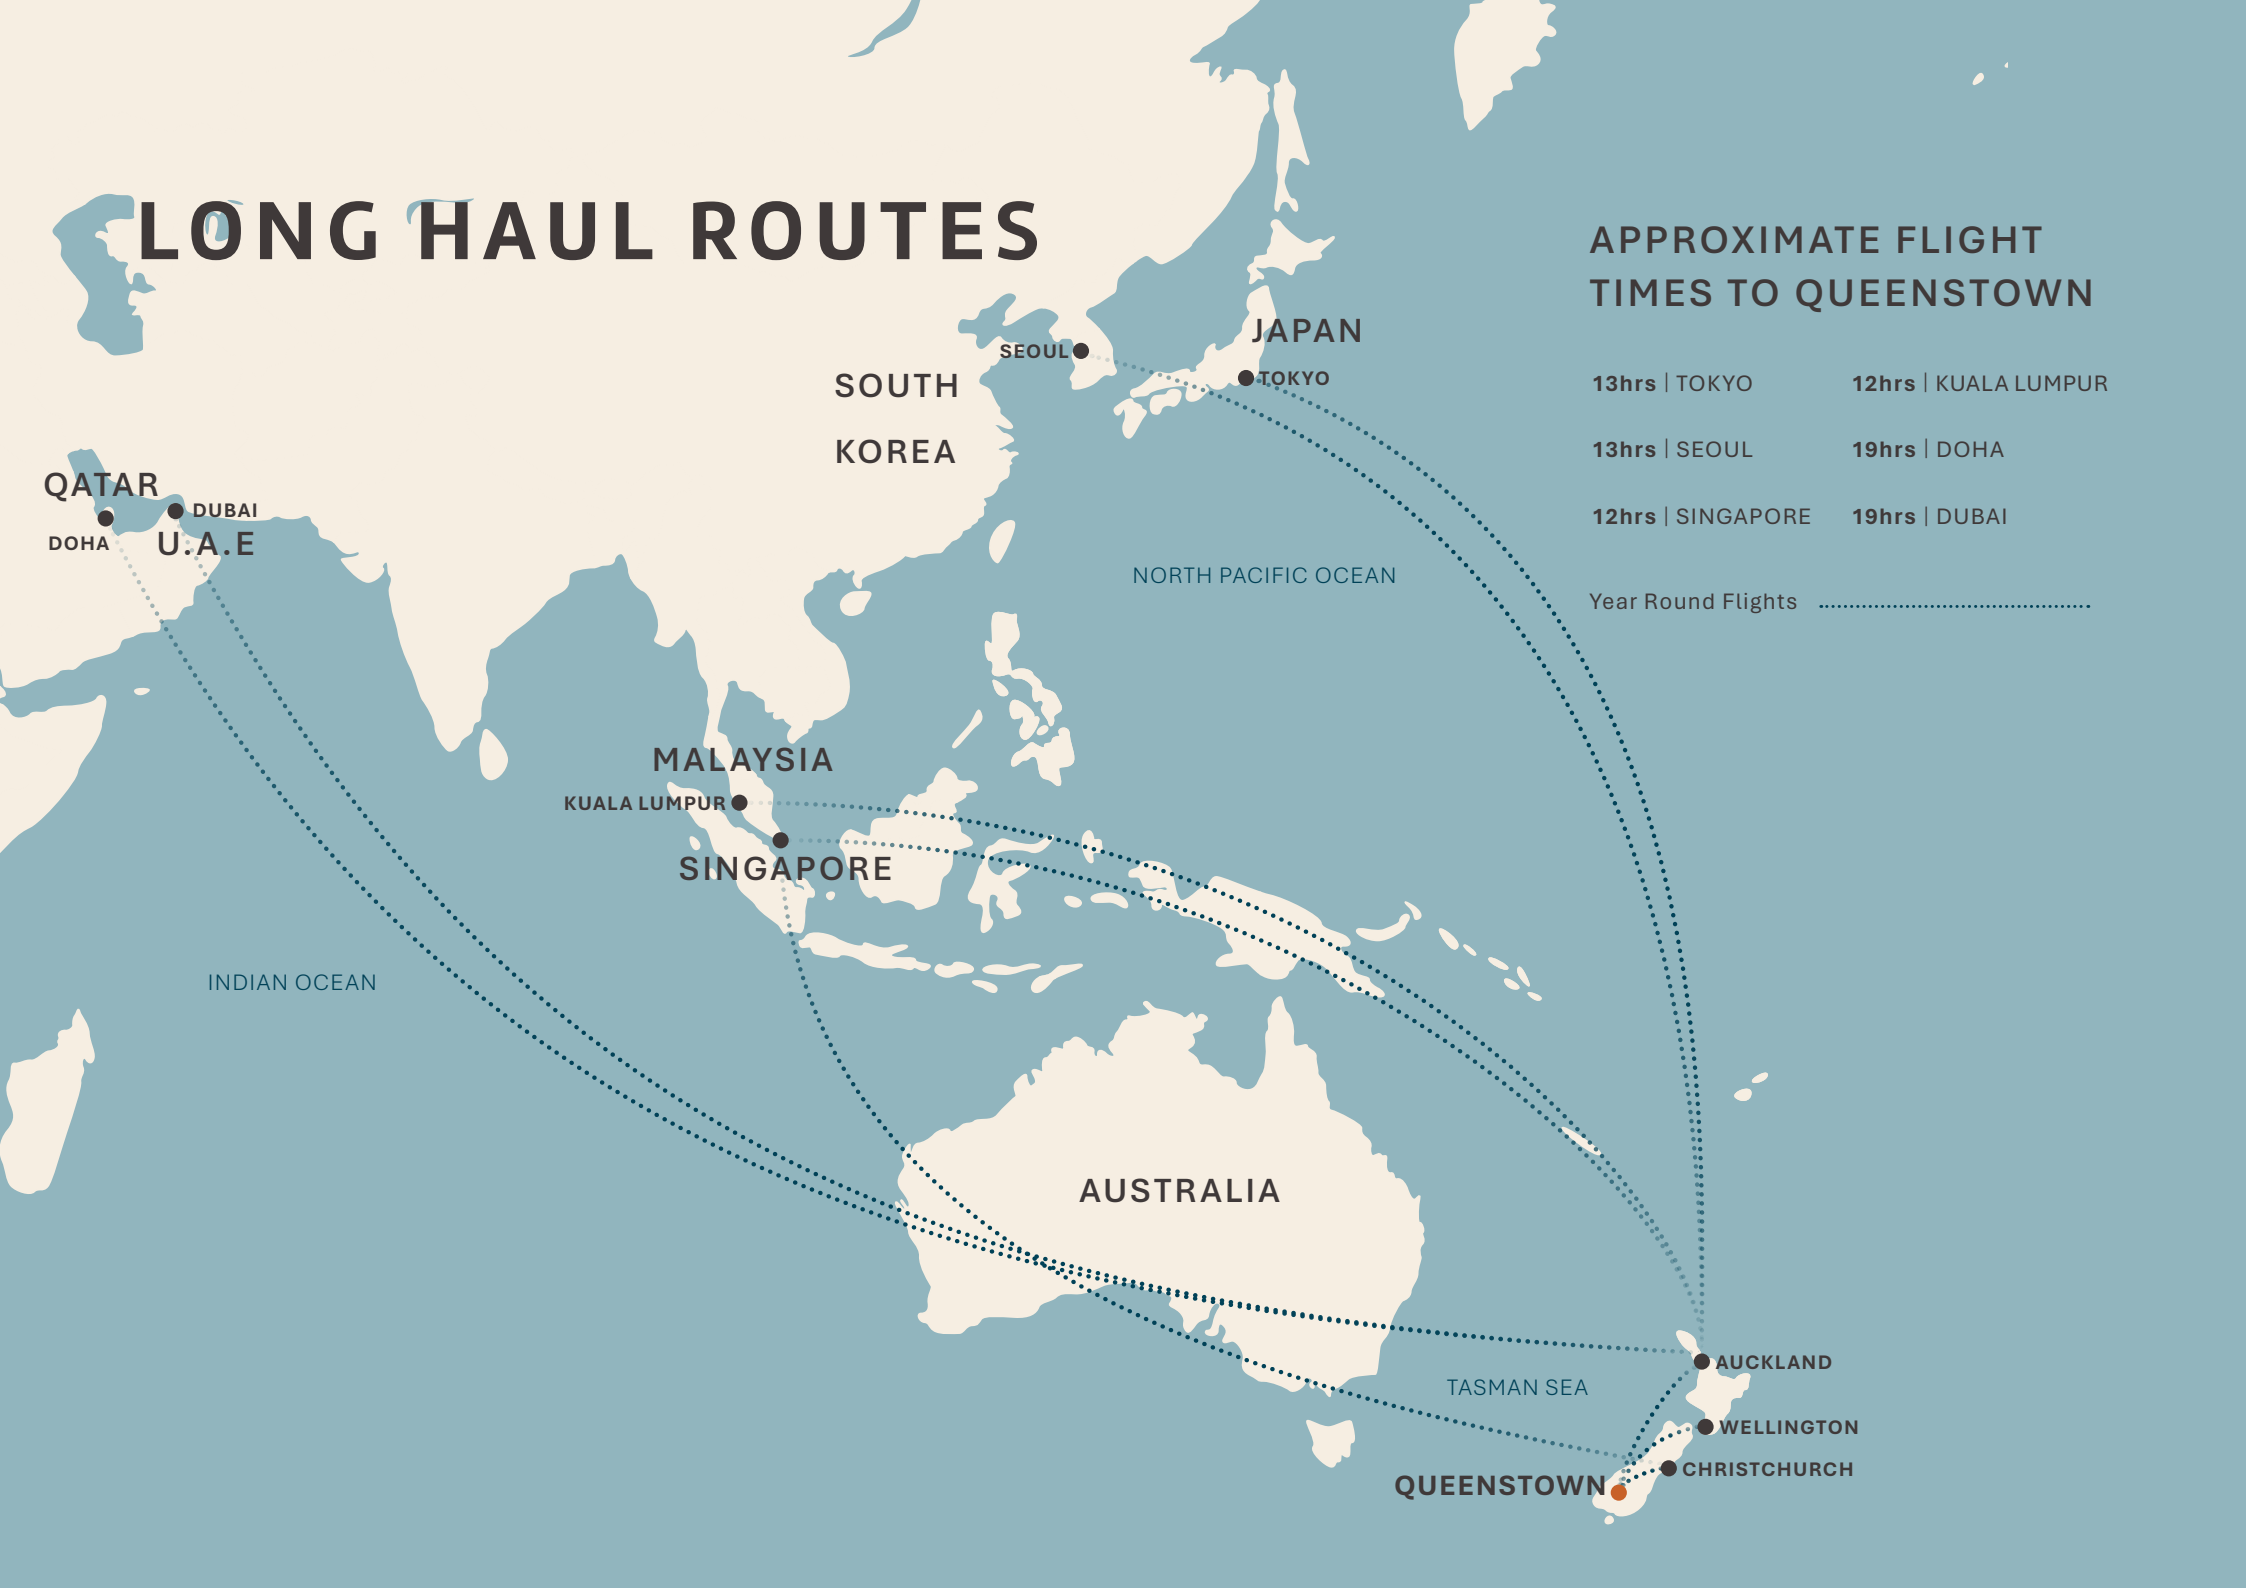 LONG HAUL ROUTES
APPROXIMATE FLIGHT
TIMES TO QUEENSTOWN
13hrs | TOKYO
12hrs | KUALA LUMPUR
13hrs | SEOUL
19hrs | DOHA
12hrs | SINGAPORE
19hrs | DUBAI
Year Round Flights
JAPAN
TOKYO
SEOUL
SOUTH
KOREA
QATAR
DOHA
DUBAI
U.A.E
NORTH PACIFIC OCEAN
MALAYSIA
KUALA LUMPUR
SINGAPORE
INDIAN OCEAN
AUSTRALIA
TASMAN SEA
AUCKLAND
WELLINGTON
CHRISTCHURCH
QUEENSTOWN